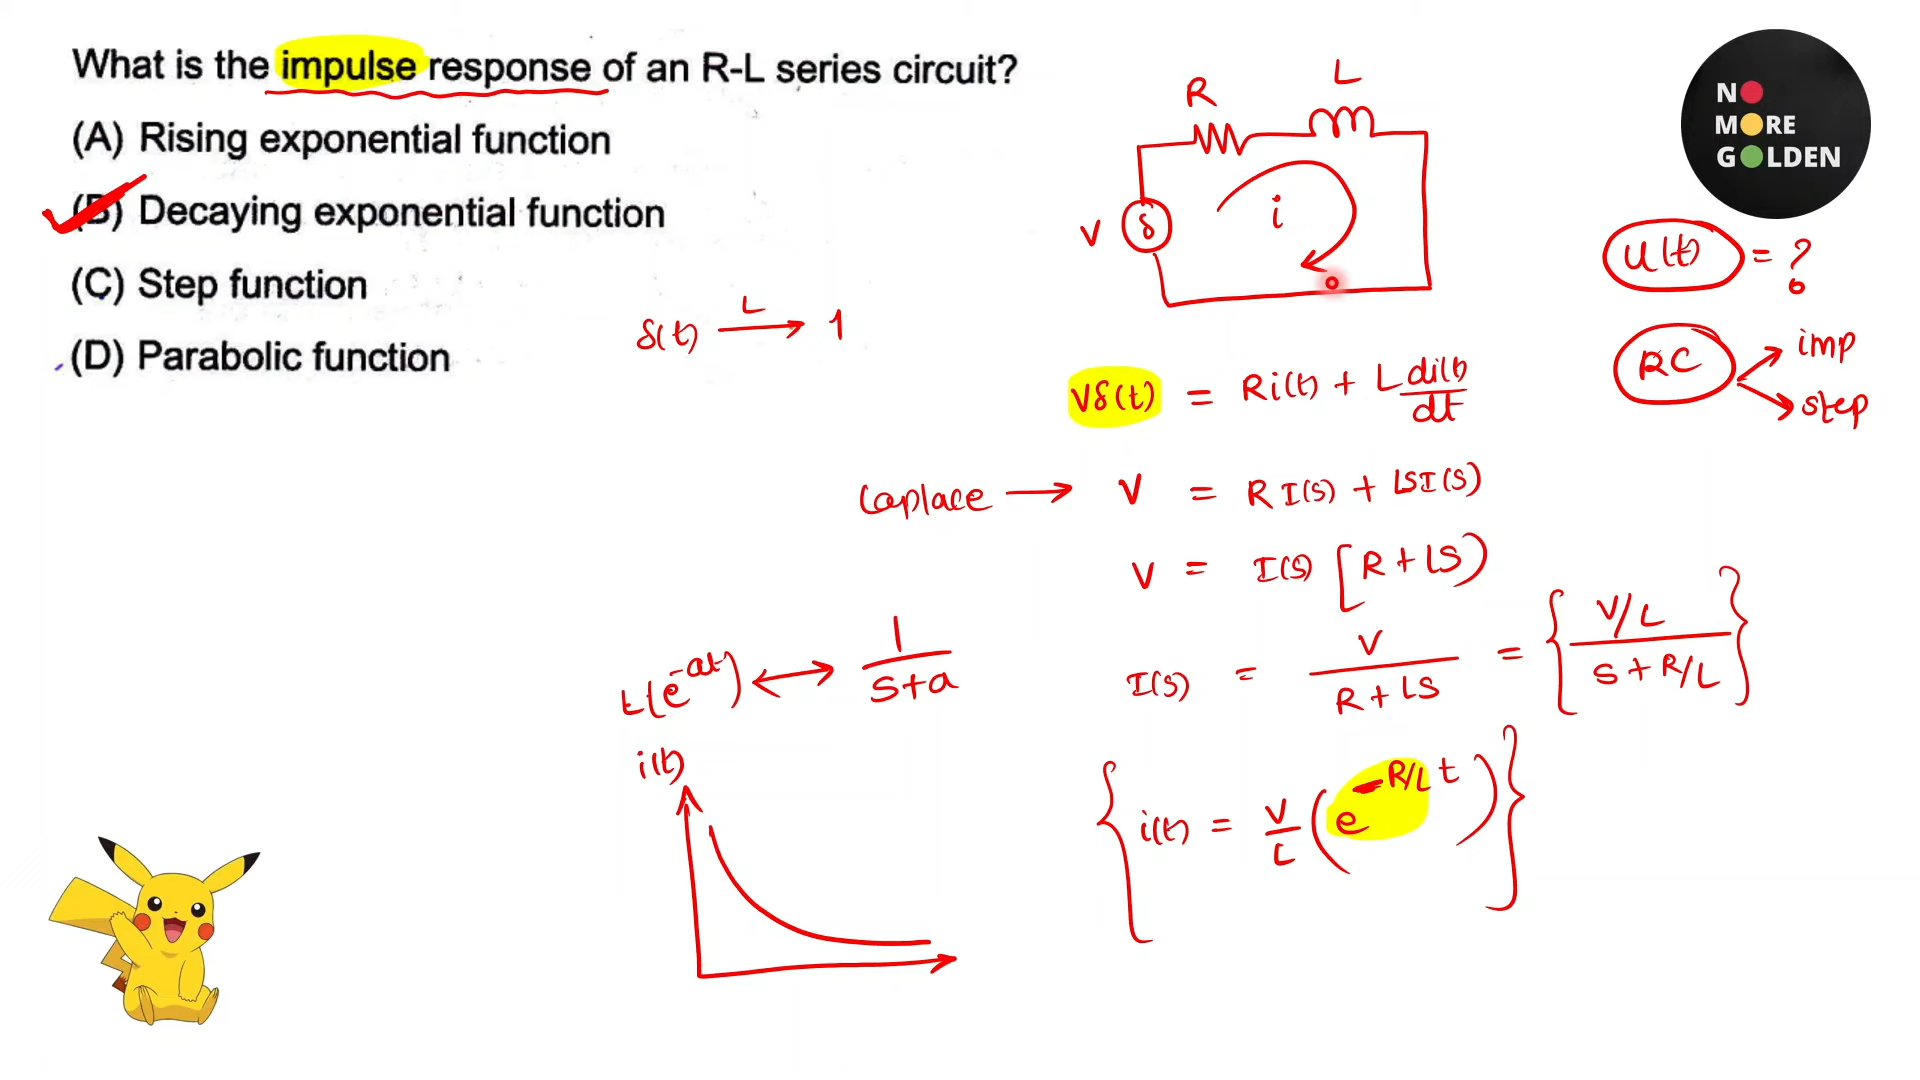 What is the impulse response of an R-L series circuit?
(A) Rising exponential function
(B) Decaying exponential function
(C) Step function
(D) Parabolic function
δ(t) L → 1
R
L
V
δ
i
NO
MORE
GOLDEN
u(t) = ?
RC
imp
step
Vδ(t) = Ri(t) + L di(t)/dt
Laplace → V = R I(s) + LSI(s)
V = I(s) [R + LS)
I(s) = V/(R + LS) = { (V/L)/(S + R/L) }
L(e^-at) ↔ 1/(s+a)
i(t)
{ i(t) = V/L (e^-R/L t) }